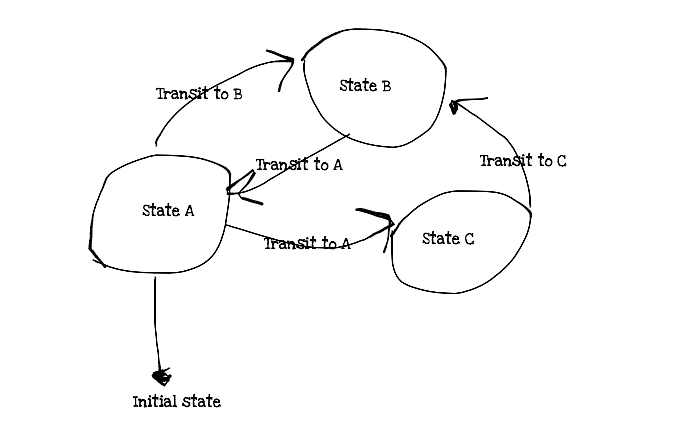 State B
Transit to B
Transit to A
Transit to C
State A
State C
Transit to A
Initial state